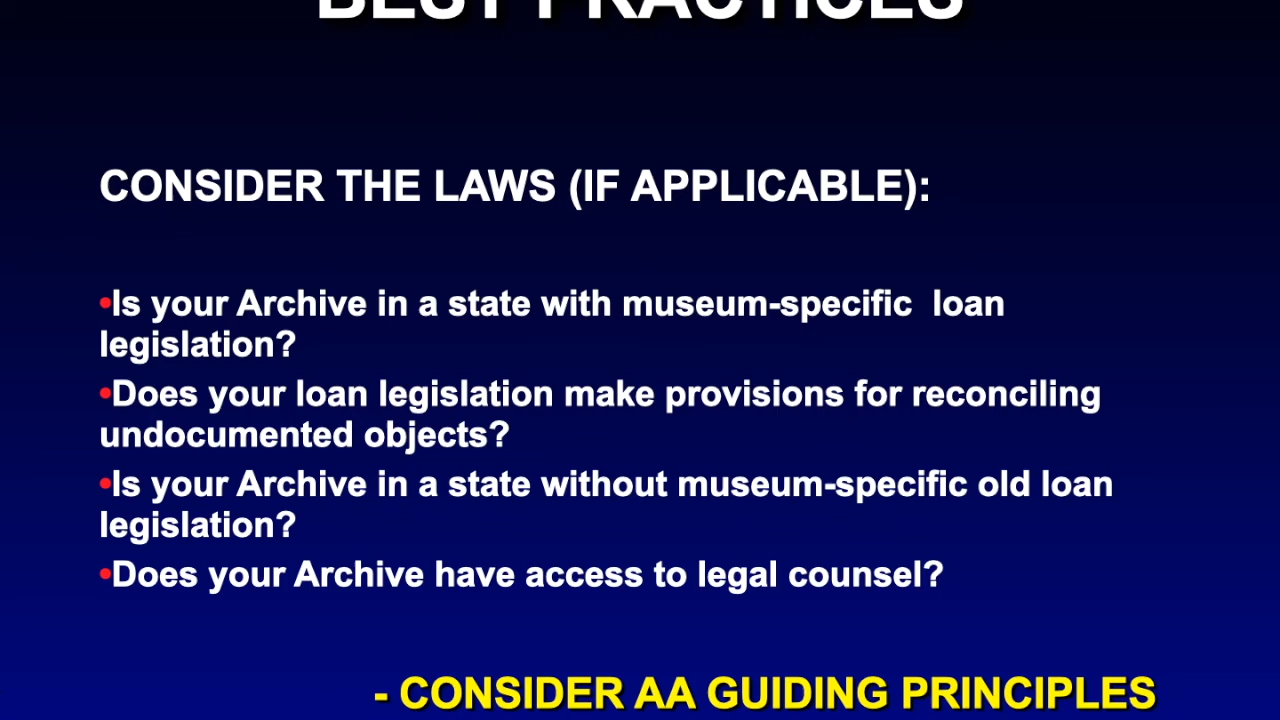 BEST PRACTICES
CONSIDER THE LAWS (IF APPLICABLE):
•Is your Archive in a state with museum-specific  loan
legislation?
•Does your loan legislation make provisions for reconciling
undocumented objects?
•Is your Archive in a state without museum-specific old loan
legislation?
•Does your Archive have access to legal counsel?
- CONSIDER AA GUIDING PRINCIPLES